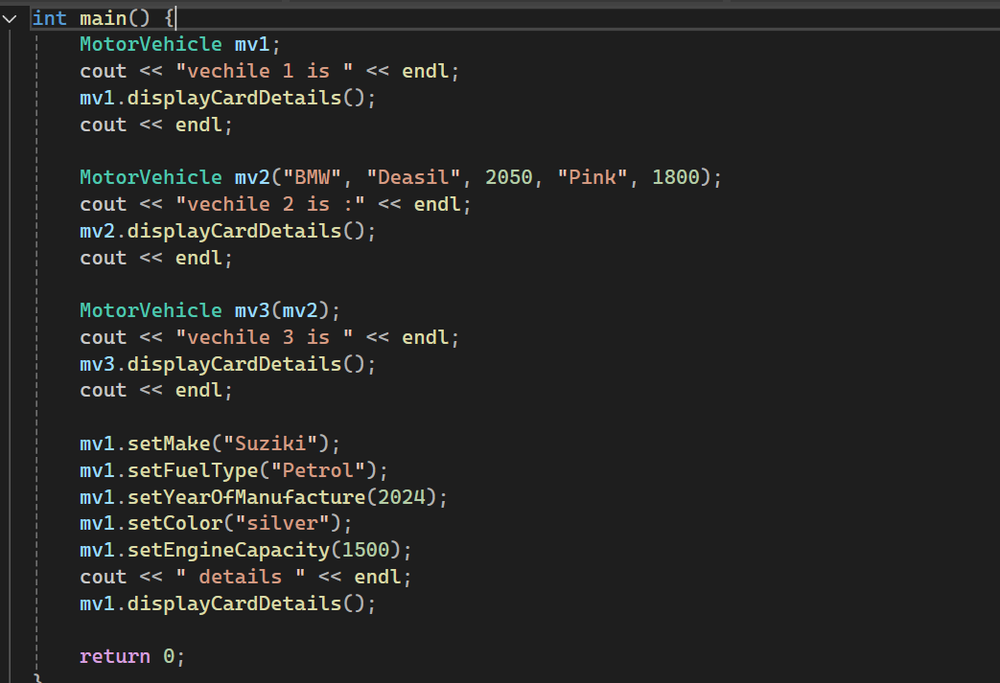 int main() {
    MotorVehicle mv1;
    cout << "vechile 1 is " << endl;
    mv1.displayCardDetails();
    cout << endl;

    MotorVehicle mv2("BMW", "Deasil", 2050, "Pink", 1800);
    cout << "vechile 2 is :" << endl;
    mv2.displayCardDetails();
    cout << endl;

    MotorVehicle mv3(mv2);
    cout << "vechile 3 is " << endl;
    mv3.displayCardDetails();
    cout << endl;

    mv1.setMake("Suziki");
    mv1.setFuelType("Petrol");
    mv1.setYearOfManufacture(2024);
    mv1.setColor("silver");
    mv1.setEngineCapacity(1500);
    cout << " details " << endl;
    mv1.displayCardDetails();

    return 0;
}